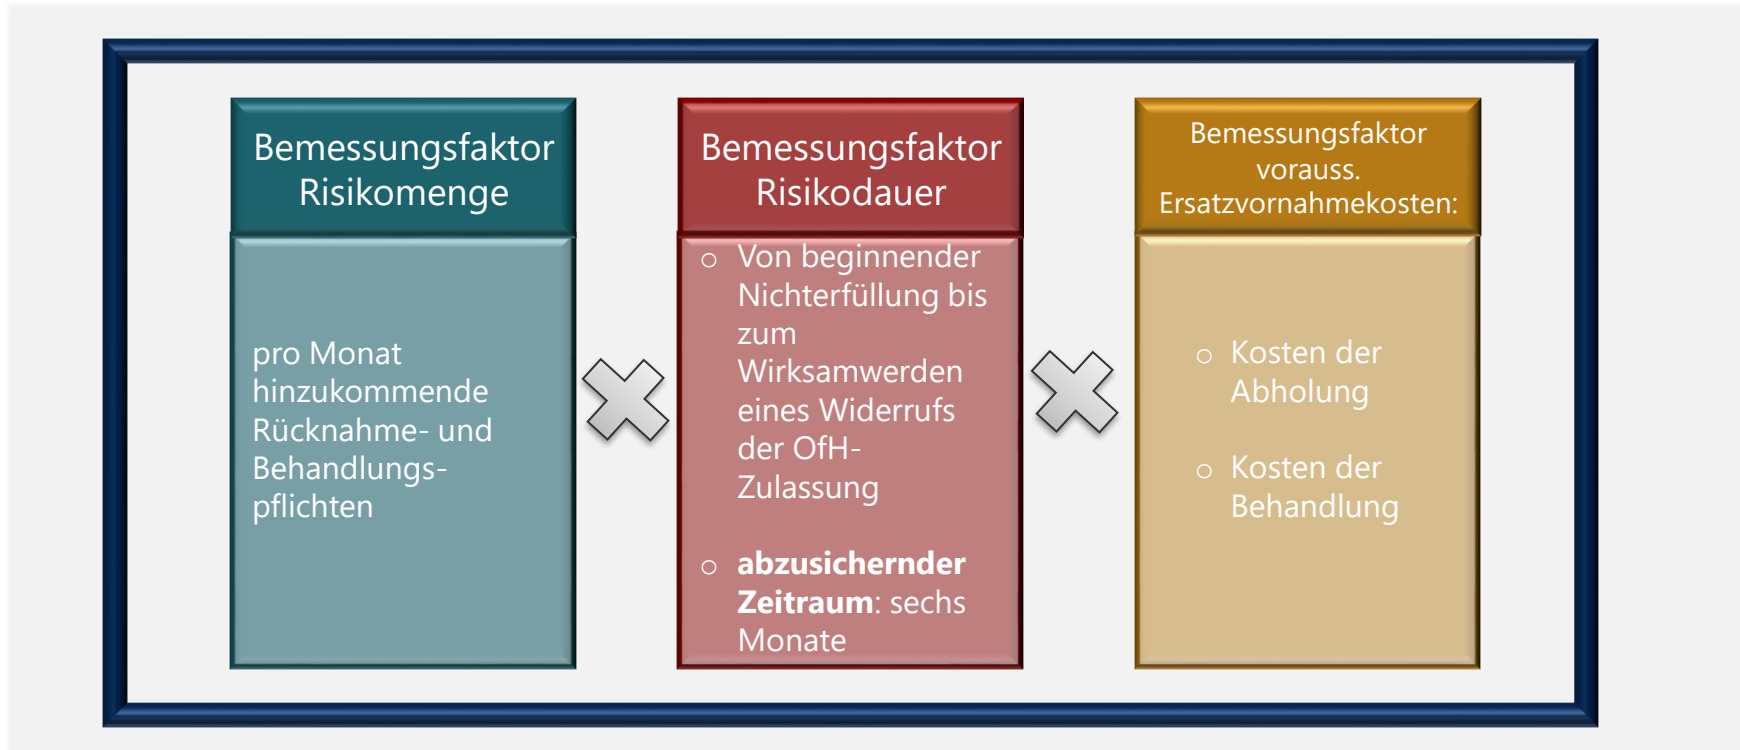 Bemessungsfaktor
Risikomenge
pro Monat
hinzukommende
Rücknahme- und
Behandlungs-
pflichten
Bemessungsfaktor
Risikodauer
o Von beginnender
Nichterfüllung bis
zum
Wirksamwerden
eines Widerrufs
der OfH-
Zulassung
o abzusichernder
Zeitraum: sechs
Monate
Bemessungsfaktor
vorauss.
Ersatzvornahmekosten:
o Kosten der
Abholung
o Kosten der
Behandlung